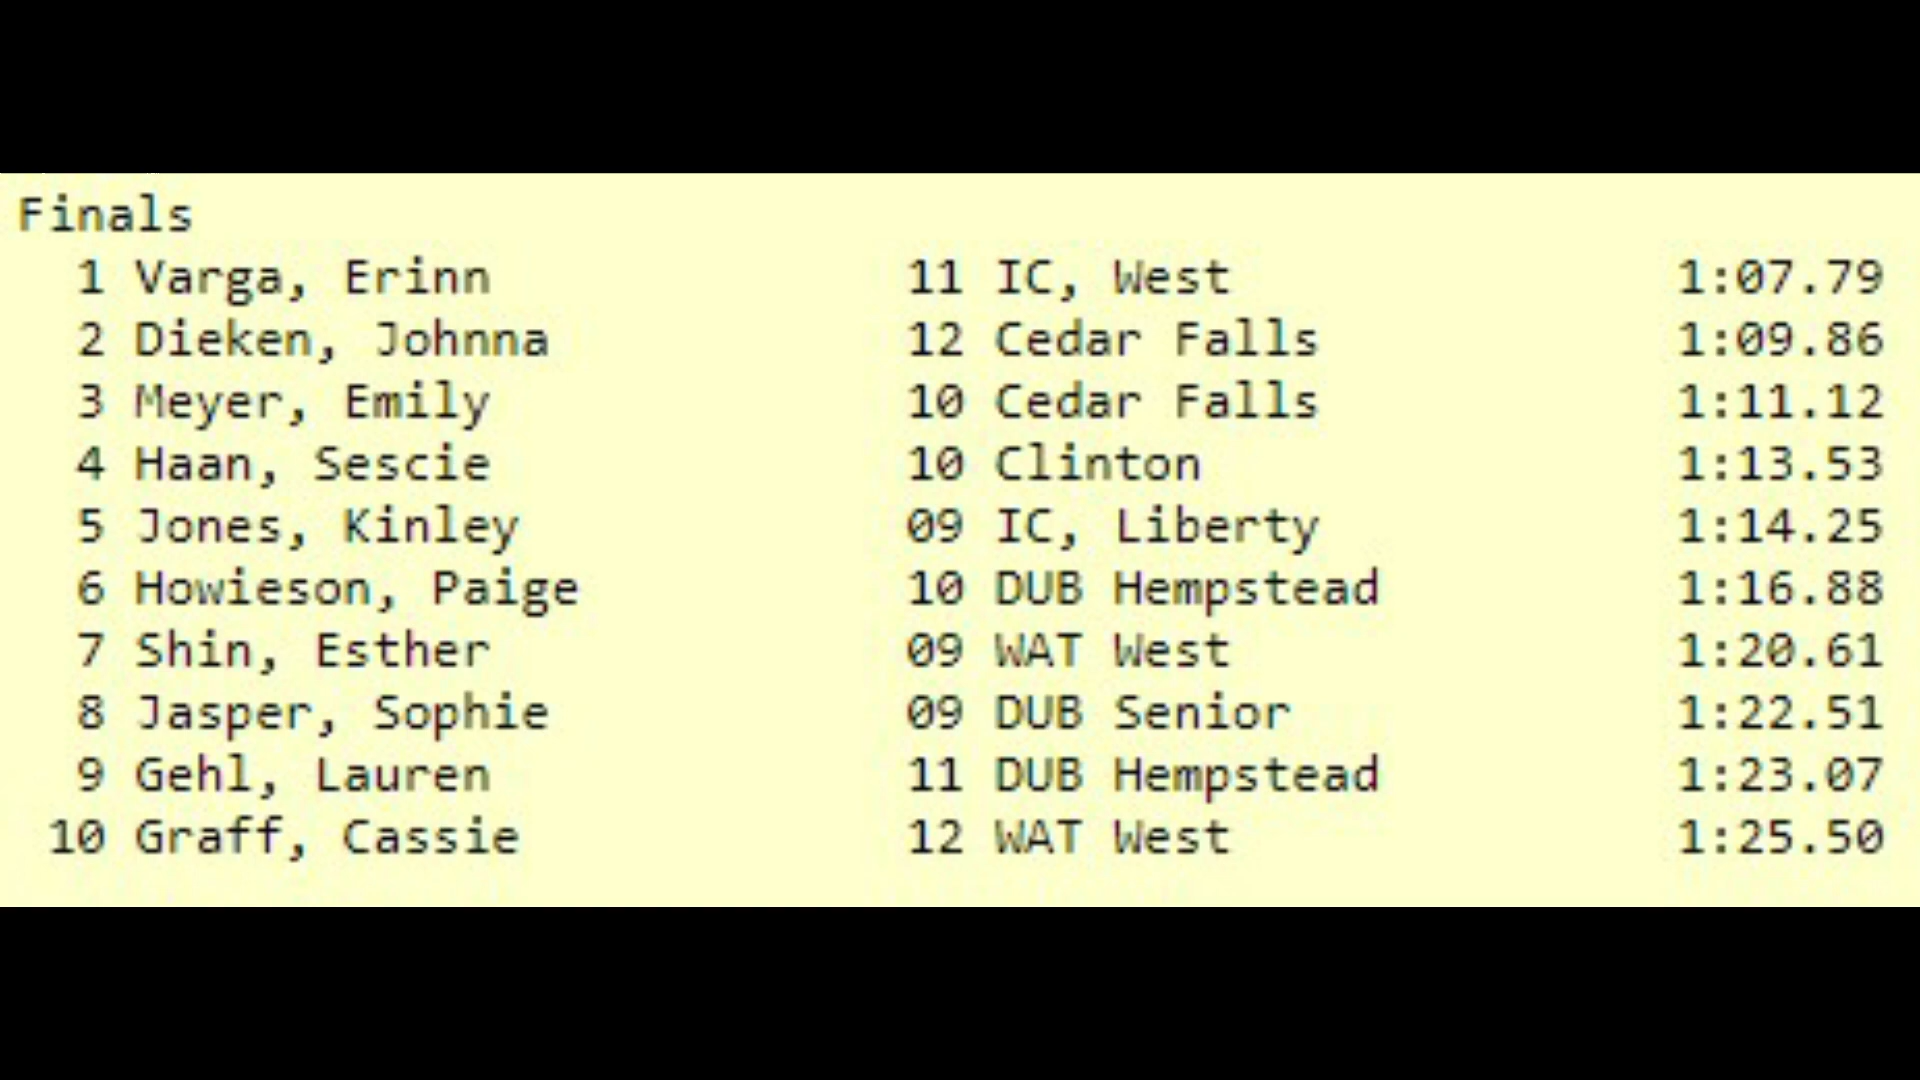 Finals
1 Varga, Erinn 11 IC, West 1:07.79
2 Dieken, Johnna 12 Cedar Falls 1:09.86
3 Meyer, Emily 10 Cedar Falls 1:11.12
4 Haan, Sescie 10 Clinton 1:13.53
5 Jones, Kinley 09 IC, Liberty 1:14.25
6 Howieson, Paige 10 DUB Hempstead 1:16.88
7 Shin, Esther 09 WAT West 1:20.61
8 Jasper, Sophie 09 DUB Senior 1:22.51
9 Gehl, Lauren 11 DUB Hempstead 1:23.07
10 Graff, Cassie 12 WAT West 1:25.50